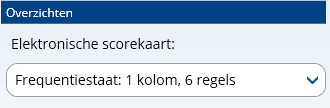 Overzichten
Elektronische scorekaart:
Frequentiestaat: 1 kolom, 6 regels